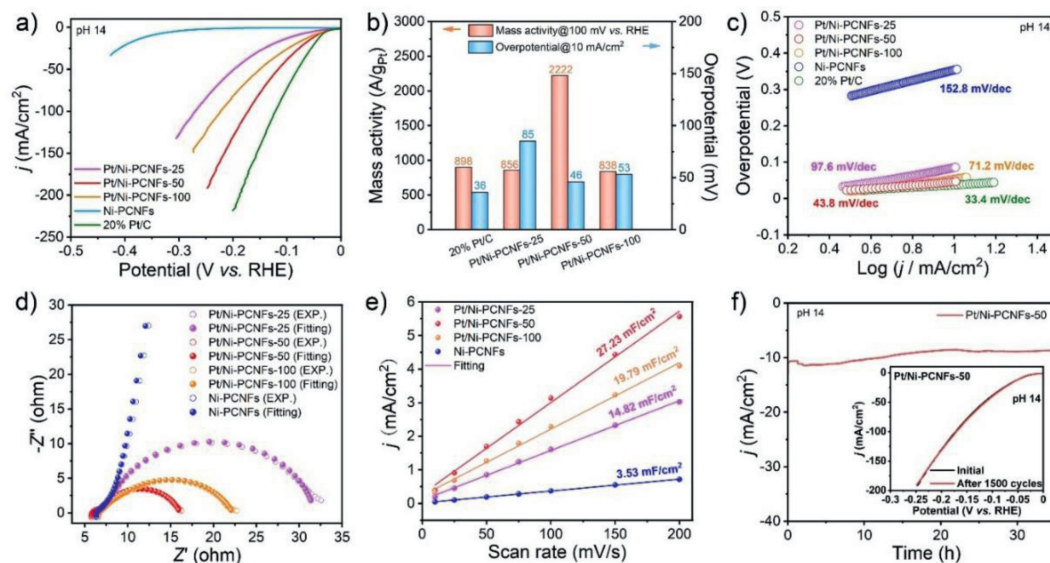 a)
pH 14
Pt/Ni-PCNFs-25
Pt/Ni-PCNFs-50
Pt/Ni-PCNFs-100
Ni-PCNFs
20% Pt/C
0
-50
-100
-150
-200
-250
j (mA/cm²)
-0.5 -0.4 -0.3 -0.2 -0.1 0
Potential (V vs. RHE)
b)
Mass activity@100 mV vs. RHE
Overpotential@10 mA/cm²
3000
2500
2000
1500
1000
500
0
Mass activity (A/gPt)
898 36 856 85 2222 46 838 53
200
150
100
50
0
Overpotential (mV)
20% Pt/C Pt/Ni-PCNFs-25 Pt/Ni-PCNFs-50 Pt/Ni-PCNFs-100
c)
Pt/Ni-PCNFs-25 pH 14
Pt/Ni-PCNFs-50
Pt/Ni-PCNFs-100
Ni-PCNFs
20% Pt/C
0.5
0.4
0.3
0.2
0.1
0
-0.1
Overpotential (V)
152.8 mV/dec
97.6 mV/dec 71.2 mV/dec
43.8 mV/dec 33.4 mV/dec
0.0 0.4 0.8 1.2 1.6
Log (j / mA/cm²)
d)
Pt/Ni-PCNFs-25 (EXP.)
Pt/Ni-PCNFs-25 (Fitting)
Pt/Ni-PCNFs-50 (EXP.)
Pt/Ni-PCNFs-50 (Fitting)
Pt/Ni-PCNFs-100 (EXP.)
Pt/Ni-PCNFs-100 (Fitting)
Ni-PCNFs (EXP.)
Ni-PCNFs (Fitting)
30
25
20
15
10
5
0
-Z'' (ohm)
5 10 15 20 25 30 35
Z' (ohm)
e)
Pt/Ni-PCNFs-25
Pt/Ni-PCNFs-50
Pt/Ni-PCNFs-100
Ni-PCNFs
Fitting
27.23 mF/cm²
19.79 mF/cm²
14.82 mF/cm²
3.53 mF/cm²
6
5
4
3
2
1
0
j (mA/cm²)
0 50 100 150 200
Scan rate (mV/s)
f)
pH 14 Pt/Ni-PCNFs-50
0
-10
-20
-30
-40
j (mA/cm²)
0 5 10 15 20 25 30
Time (h)
Pt/Ni-PCNFs-50
pH 14
Initial
After 1500 cycles
0
-50
-100
-150
-200
j (mA/cm²)
-0.3 -0.25 -0.2 -0.15 -0.1 -0.05 0
Potential (V vs. RHE)